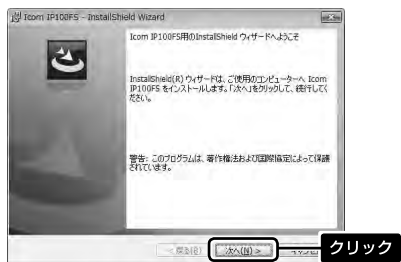 Icom IP100FS - InstallShield Wizard
Icom IP100FS用のInstallShield ウィザードへようこそ
InstallShield(R) ウィザードは、ご使用のコンピューターへ Icom
IP100FS をインストールします。「次へ」をクリックして、続行してく
ださい。
警告: このプログラムは、著作権法および国際協定によって保護
されています。
< 戻る(B)
次へ(N) >
クリック